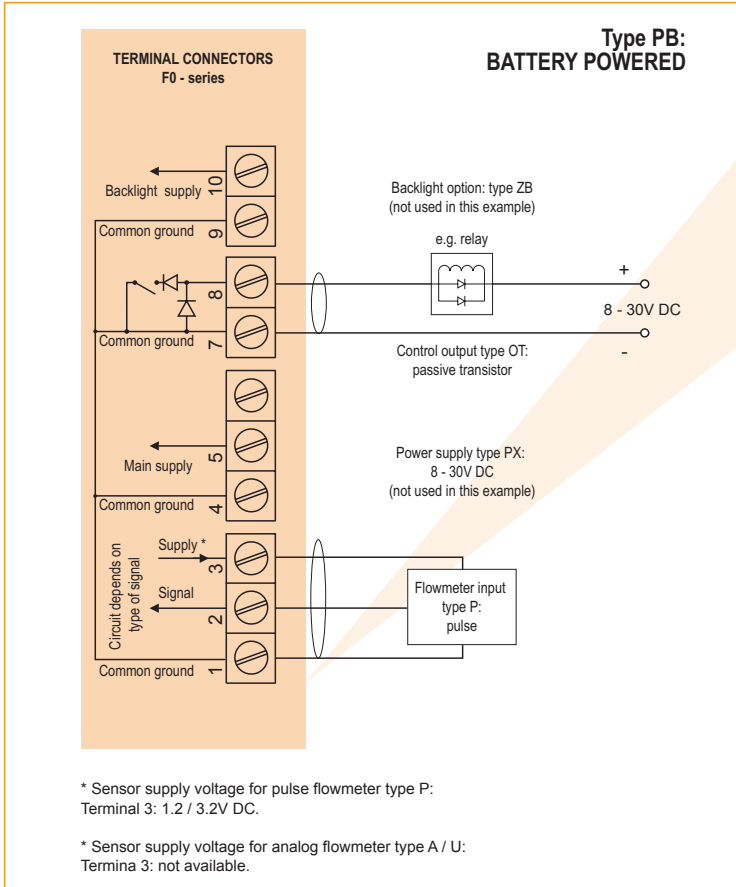 Type PB:
BATTERY POWERED
TERMINAL CONNECTORS
F0 - series
10
Backlight supply
Backlight option: type ZB
(not used in this example)
9
Common ground
e.g. relay
8
+
8 - 30V DC
7
Common ground
-
Control output type OT:
passive transistor
5
Main supply
Power supply type PX:
8 - 30V DC
(not used in this example)
4
Common ground
Circuit depends on
type of signal
Supply *
3
Signal
2
Flowmeter input
type P:
pulse
1
Common ground
* Sensor supply voltage for pulse flowmeter type P:
Terminal 3: 1.2 / 3.2V DC.
* Sensor supply voltage for analog flowmeter type A / U:
Termina 3: not available.